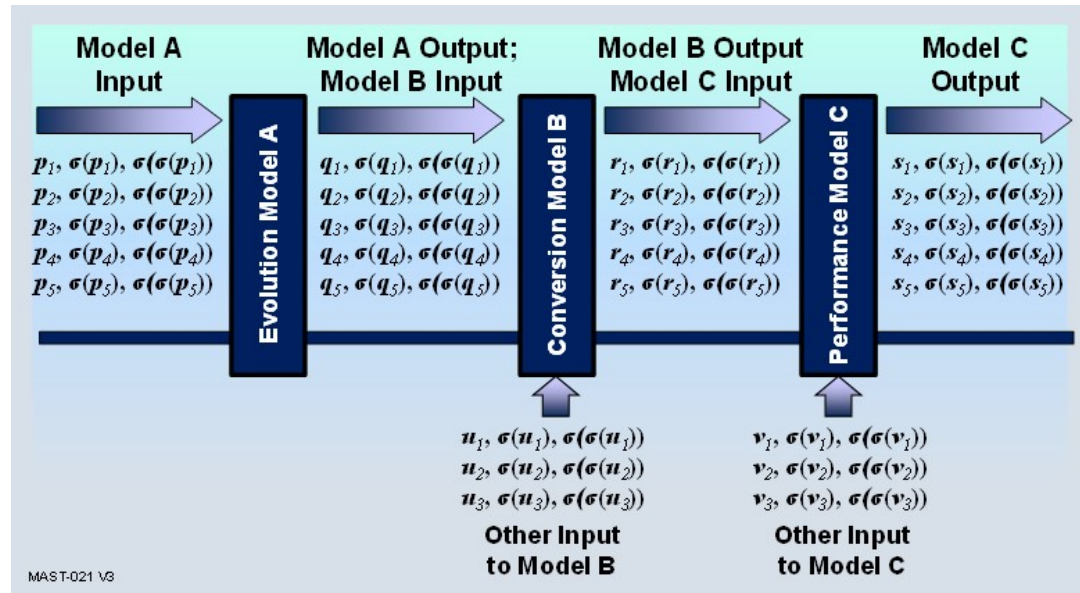 Model A
Input
Model A Output;
Model B Input
Model B Output
Model C Input
Model C
Output
p₁, σ(p₁), σ(σ(p₁))
p₂, σ(p₂), σ(σ(p₂))
p₃, σ(p₃), σ(σ(p₃))
p₄, σ(p₄), σ(σ(p₄))
p₅, σ(p₅), σ(σ(p₅))
Evolution Model A
q₁, σ(q₁), σ(σ(q₁))
q₂, σ(q₂), σ(σ(q₂))
q₃, σ(q₃), σ(σ(q₃))
q₄, σ(q₄), σ(σ(q₄))
q₅, σ(q₅), σ(σ(q₅))
Conversion Model B
r₁, σ(r₁), σ(σ(r₁))
r₂, σ(r₂), σ(σ(r₂))
r₃, σ(r₃), σ(σ(r₃))
r₄, σ(r₄), σ(σ(r₄))
r₅, σ(r₅), σ(σ(r₅))
Performance Model C
s₁, σ(s₁), σ(σ(s₁))
s₂, σ(s₂), σ(σ(s₂))
s₃, σ(s₃), σ(σ(s₃))
s₄, σ(s₄), σ(σ(s₄))
s₅, σ(s₅), σ(σ(s₅))
u₁, σ(u₁), σ(σ(u₁))
u₂, σ(u₂), σ(σ(u₂))
u₃, σ(u₃), σ(σ(u₃))
Other Input
to Model B
v₁, σ(v₁), σ(σ(v₁))
v₂, σ(v₂), σ(σ(v₂))
v₃, σ(v₃), σ(σ(v₃))
Other Input
to Model C
MAST-021 V3